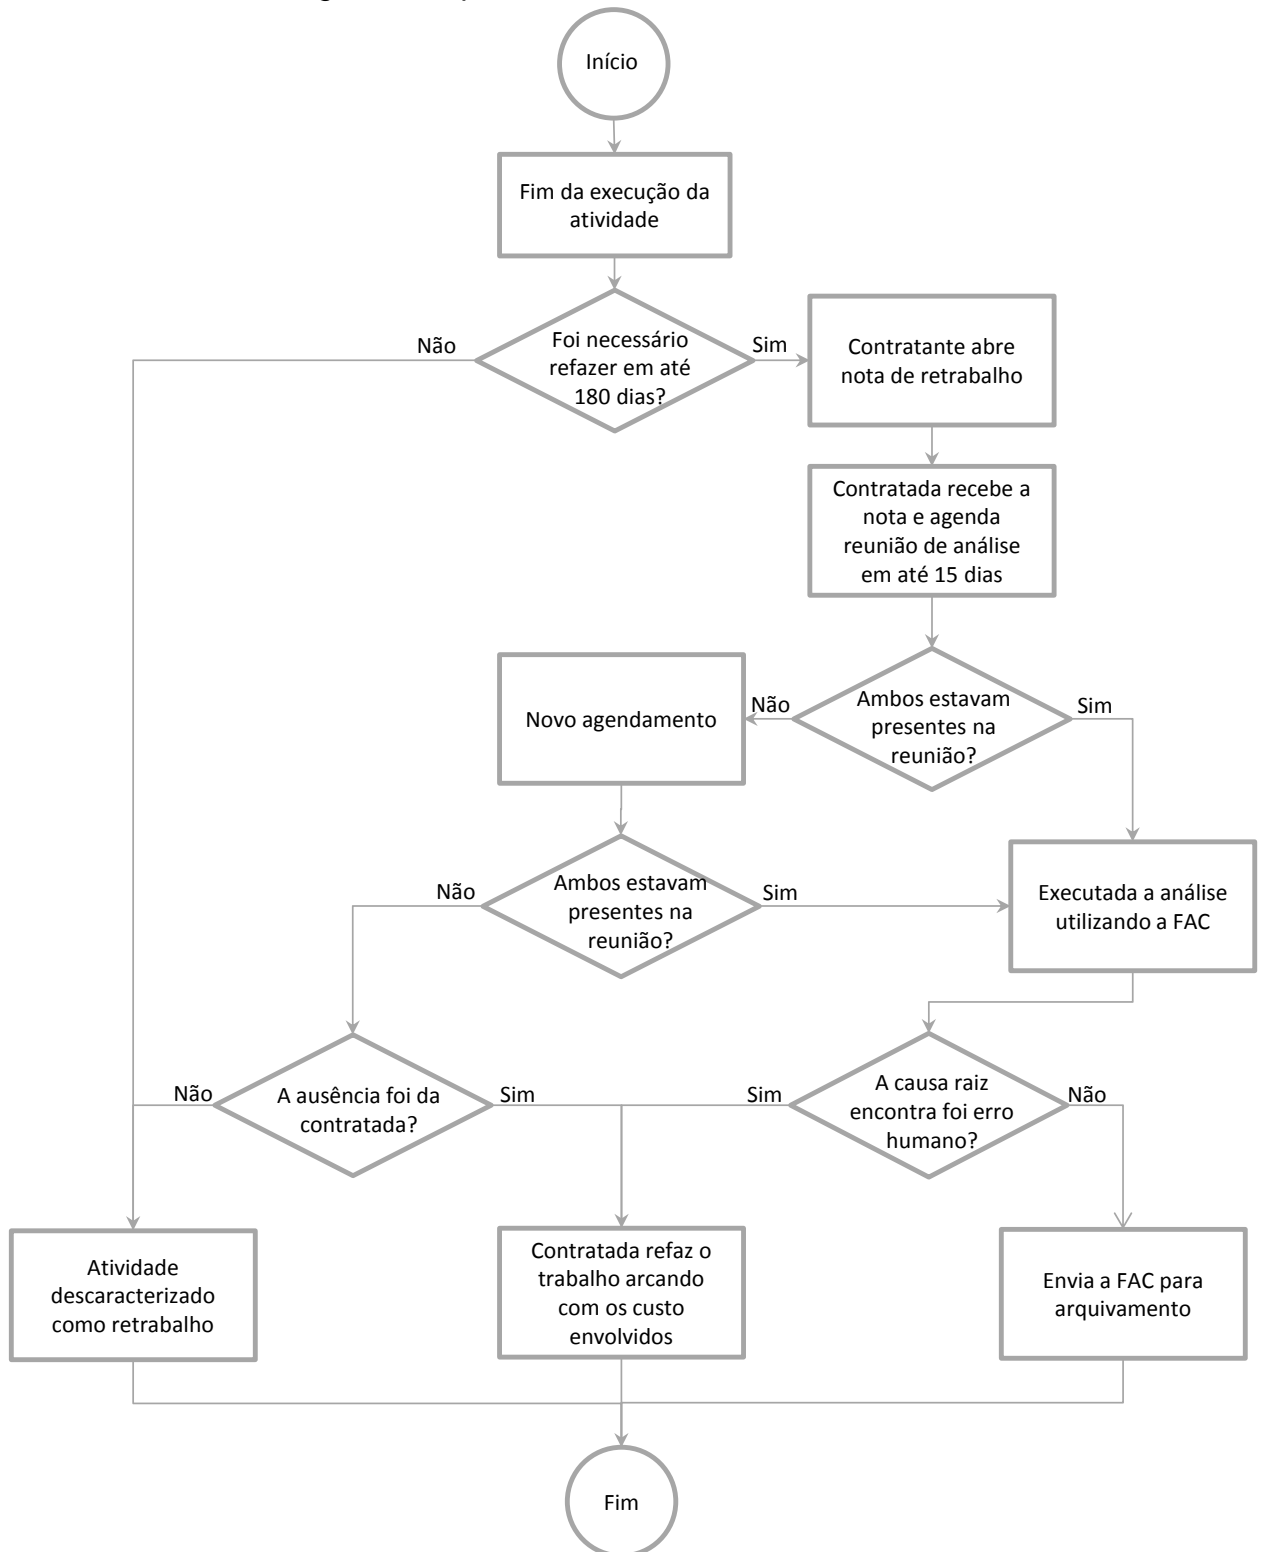 Início
Fim da execução da
atividade
Não
Foi necessário
refazer em até
180 dias?
Sim
Contratante abre
nota de retrabalho
Contratada recebe a
nota e agenda
reunião de análise
em até 15 dias
Novo agendamento
Não
Ambos estavam
presentes na
reunião?
Sim
Não
Ambos estavam
presentes na
reunião?
Sim
Executada a análise
utilizando a FAC
Não
A ausência foi da
contratada?
Sim
Sim
A causa raiz
encontra foi erro
humano?
Não
Atividade
descaracterizado
como retrabalho
Contratada refaz o
trabalho arcando
com os custo
envolvidos
Envia a FAC para
arquivamento
Fim